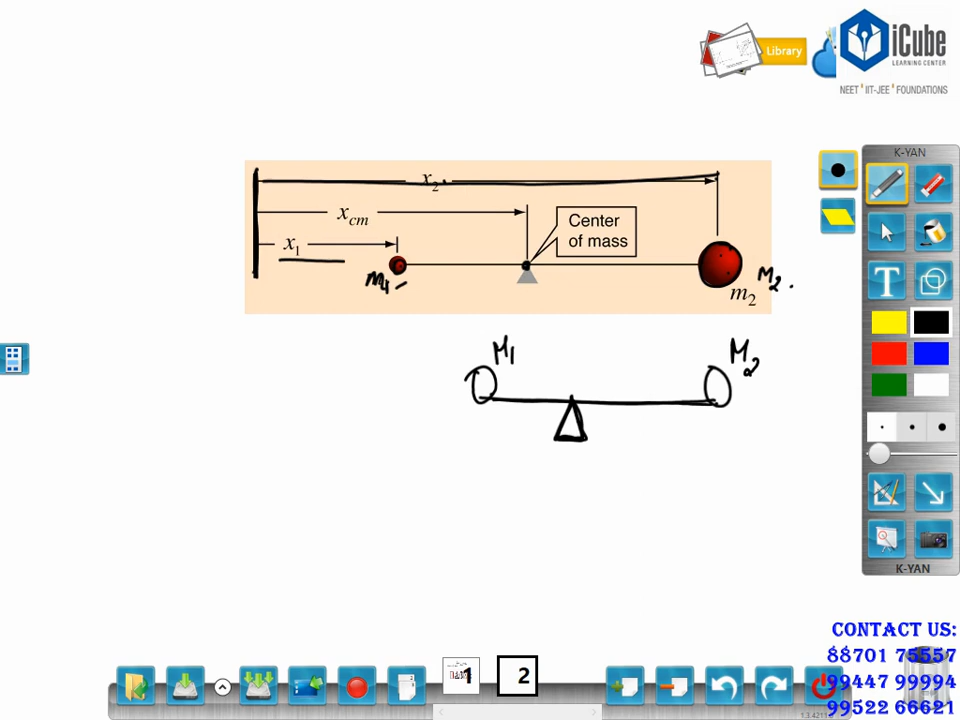 Library
iCube
LEARNING CENTER
NEET ' IIT-JEE ' FOUNDATIONS
K-YAN
x2
xcm
Center
of mass
x1
m1
m2
M2
M1
M2
T
1
2
K-YAN
CONTACT US:
88701 75557
99447 99994
99522 66621